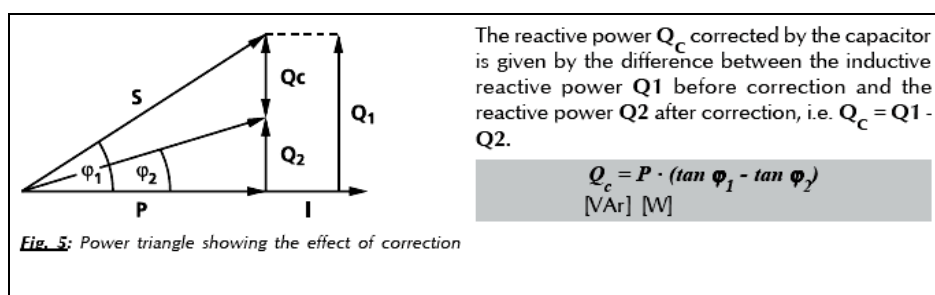 S
Qc
Q1
φ1
φ2
Q2
P
I
Fig. 5: Power triangle showing the effect of correction
The reactive power QC corrected by the capacitor
is given by the difference between the inductive
reactive power Q1 before correction and the
reactive power Q2 after correction, i.e. QC = Q1 -
Q2.
Qc = P · (tan φ1 - tan φ2)
[VAr] [W]